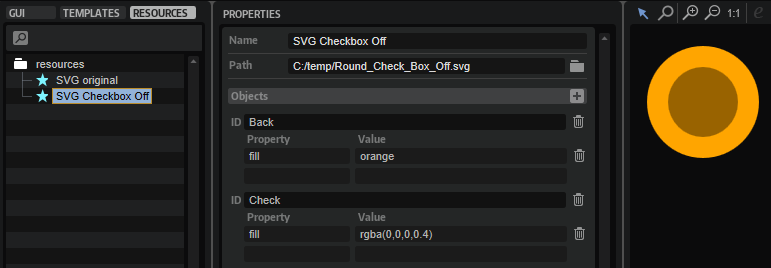 GUI TEMPLATES RESOURCES
resources
SVG original
SVG Checkbox Off
PROPERTIES
Name SVG Checkbox Off
Path C:/temp/Round_Check_Box_Off.svg
Objects
ID Back
Property Value
fill orange
ID Check
Property Value
fill rgba(0,0,0,0.4)
1:1 e